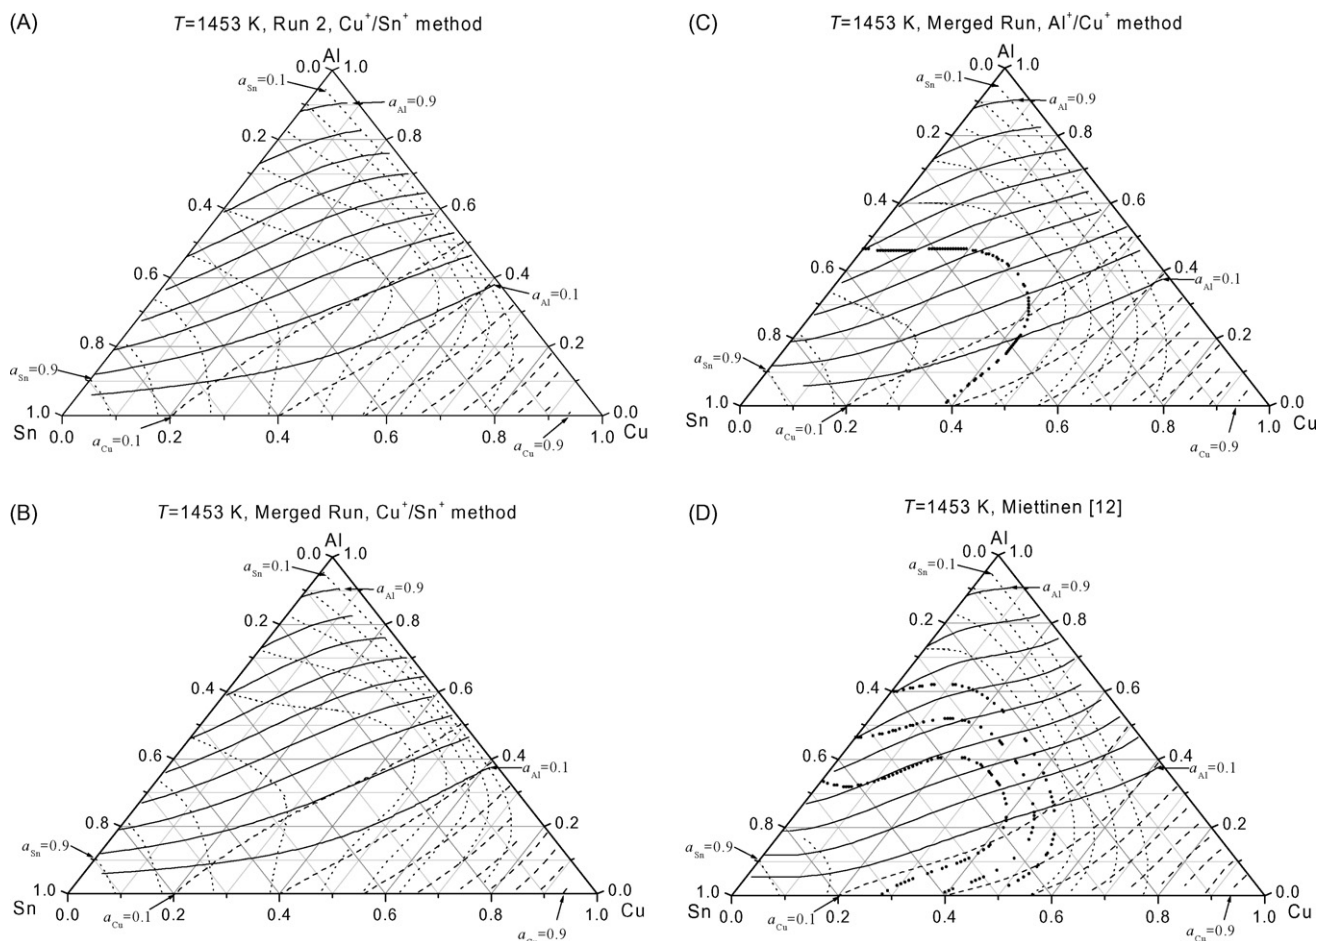 (A)
T=1453 K, Run 2, Cu+/Sn+ method
Al
0.0 1.0
aSn=0.1
aAl=0.9
0.2 0.8
0.4 0.6
0.6 0.4
aAl=0.1
0.8 0.2
aSn=0.9
1.0 0.0
Sn Cu
0.0 0.2 0.4 0.6 0.8 1.0
aCu=0.1
aCu=0.9
(C)
T=1453 K, Merged Run, Al+/Cu+ method
Al
0.0 1.0
aSn=0.1
aAl=0.9
0.2 0.8
0.4 0.6
0.6 0.4
aAl=0.1
0.8 0.2
aSn=0.9
1.0 0.0
Sn Cu
0.0 0.2 0.4 0.6 0.8 1.0
aCu=0.1
aCu=0.9
(B)
T=1453 K, Merged Run, Cu+/Sn+ method
Al
0.0 1.0
aSn=0.1
aAl=0.9
0.2 0.8
0.4 0.6
0.6 0.4
aAl=0.1
0.8 0.2
aSn=0.9
1.0 0.0
Sn Cu
0.0 0.2 0.4 0.6 0.8 1.0
aCu=0.1
aCu=0.9
(D)
T=1453 K, Miettinen [12]
Al
0.0 1.0
aSn=0.1
aAl=0.9
0.2 0.8
0.4 0.6
0.6 0.4
aAl=0.1
0.8 0.2
aSn=0.9
1.0 0.0
Sn Cu
0.0 0.2 0.4 0.6 0.8 1.0
aCu=0.1
aCu=0.9